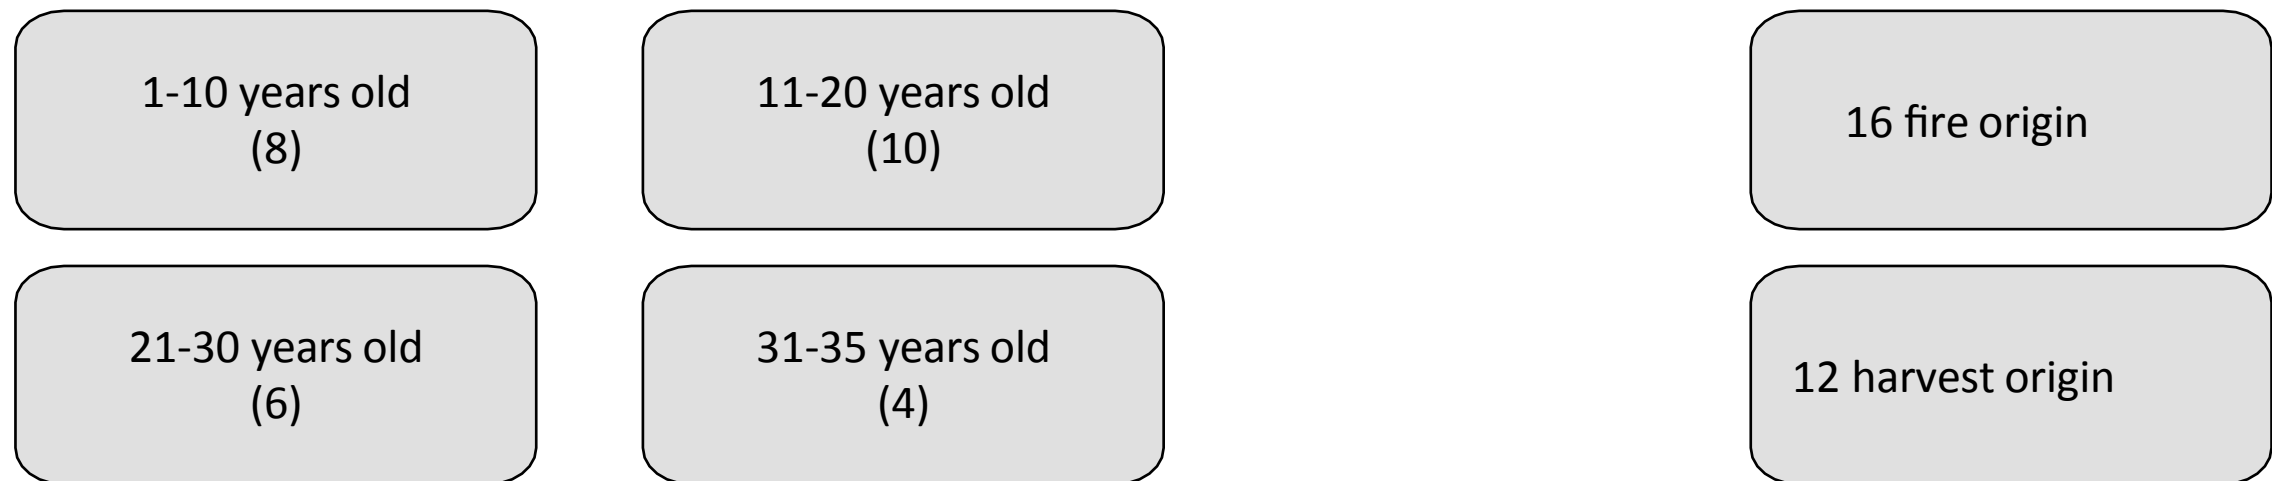 1-10 years old
(8)
11-20 years old
(10)
16 fire origin
21-30 years old
(6)
31-35 years old
(4)
12 harvest origin